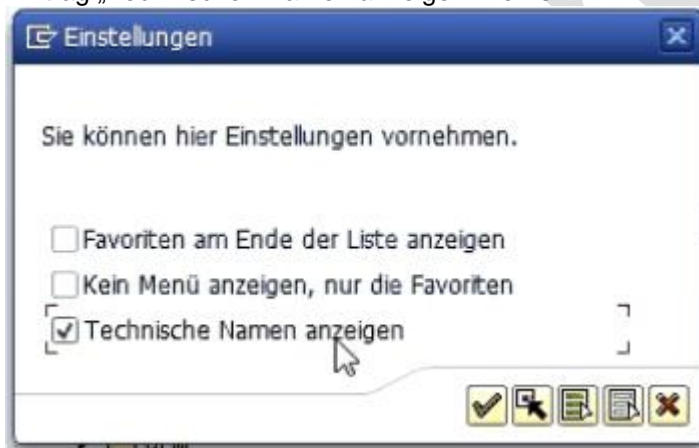 Einstellungen
Sie können hier Einstellungen vornehmen.
Favoriten am Ende der Liste anzeigen
Kein Menü anzeigen, nur die Favoriten
Technische Namen anzeigen